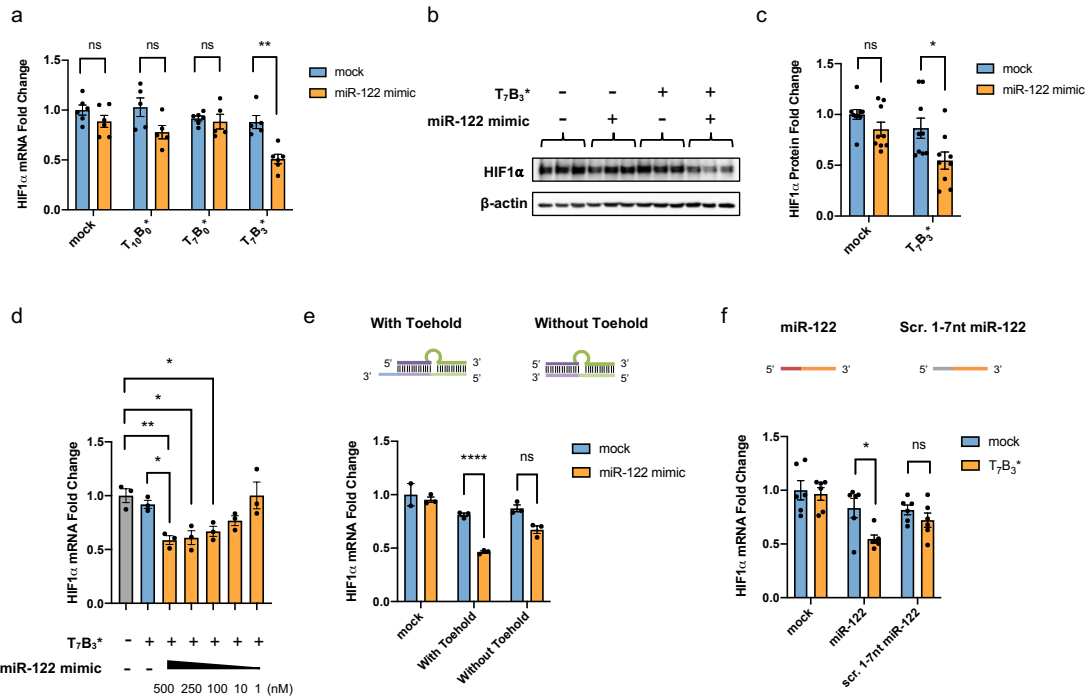 a
HIF1α mRNA Fold Change
1.5
1.0
0.5
0.0
ns
ns
ns
**
mock
miR-122 mimic
mock
T₁₀B₀*
T₇B₀*
T₇B₃*
b
T₇B₃* – – + +
miR-122 mimic – + – +
HIF1α
β-actin
c
HIF1α Protein Fold Change
1.5
1.0
0.5
0.0
ns
*
mock
miR-122 mimic
mock
T₇B₃*
d
HIF1α mRNA Fold Change
1.5
1.0
0.5
0.0
*
*
**
*
T₇B₃* – + + + + + +
miR-122 mimic – –
500 250 100 10 1 (nM)
e
With Toehold
Without Toehold
5’ 3’
3’ 5’
5’ 3’
3’ 5’
HIF1α mRNA Fold Change
1.5
1.0
0.5
0.0
****
ns
mock
miR-122 mimic
mock
With Toehold
Without Toehold
f
miR-122
Scr. 1-7nt miR-122
5’ 3’
5’ 3’
HIF1α mRNA Fold Change
1.5
1.0
0.5
0.0
*
ns
mock
T₇B₃*
mock
miR-122
scr. 1-7nt miR-122